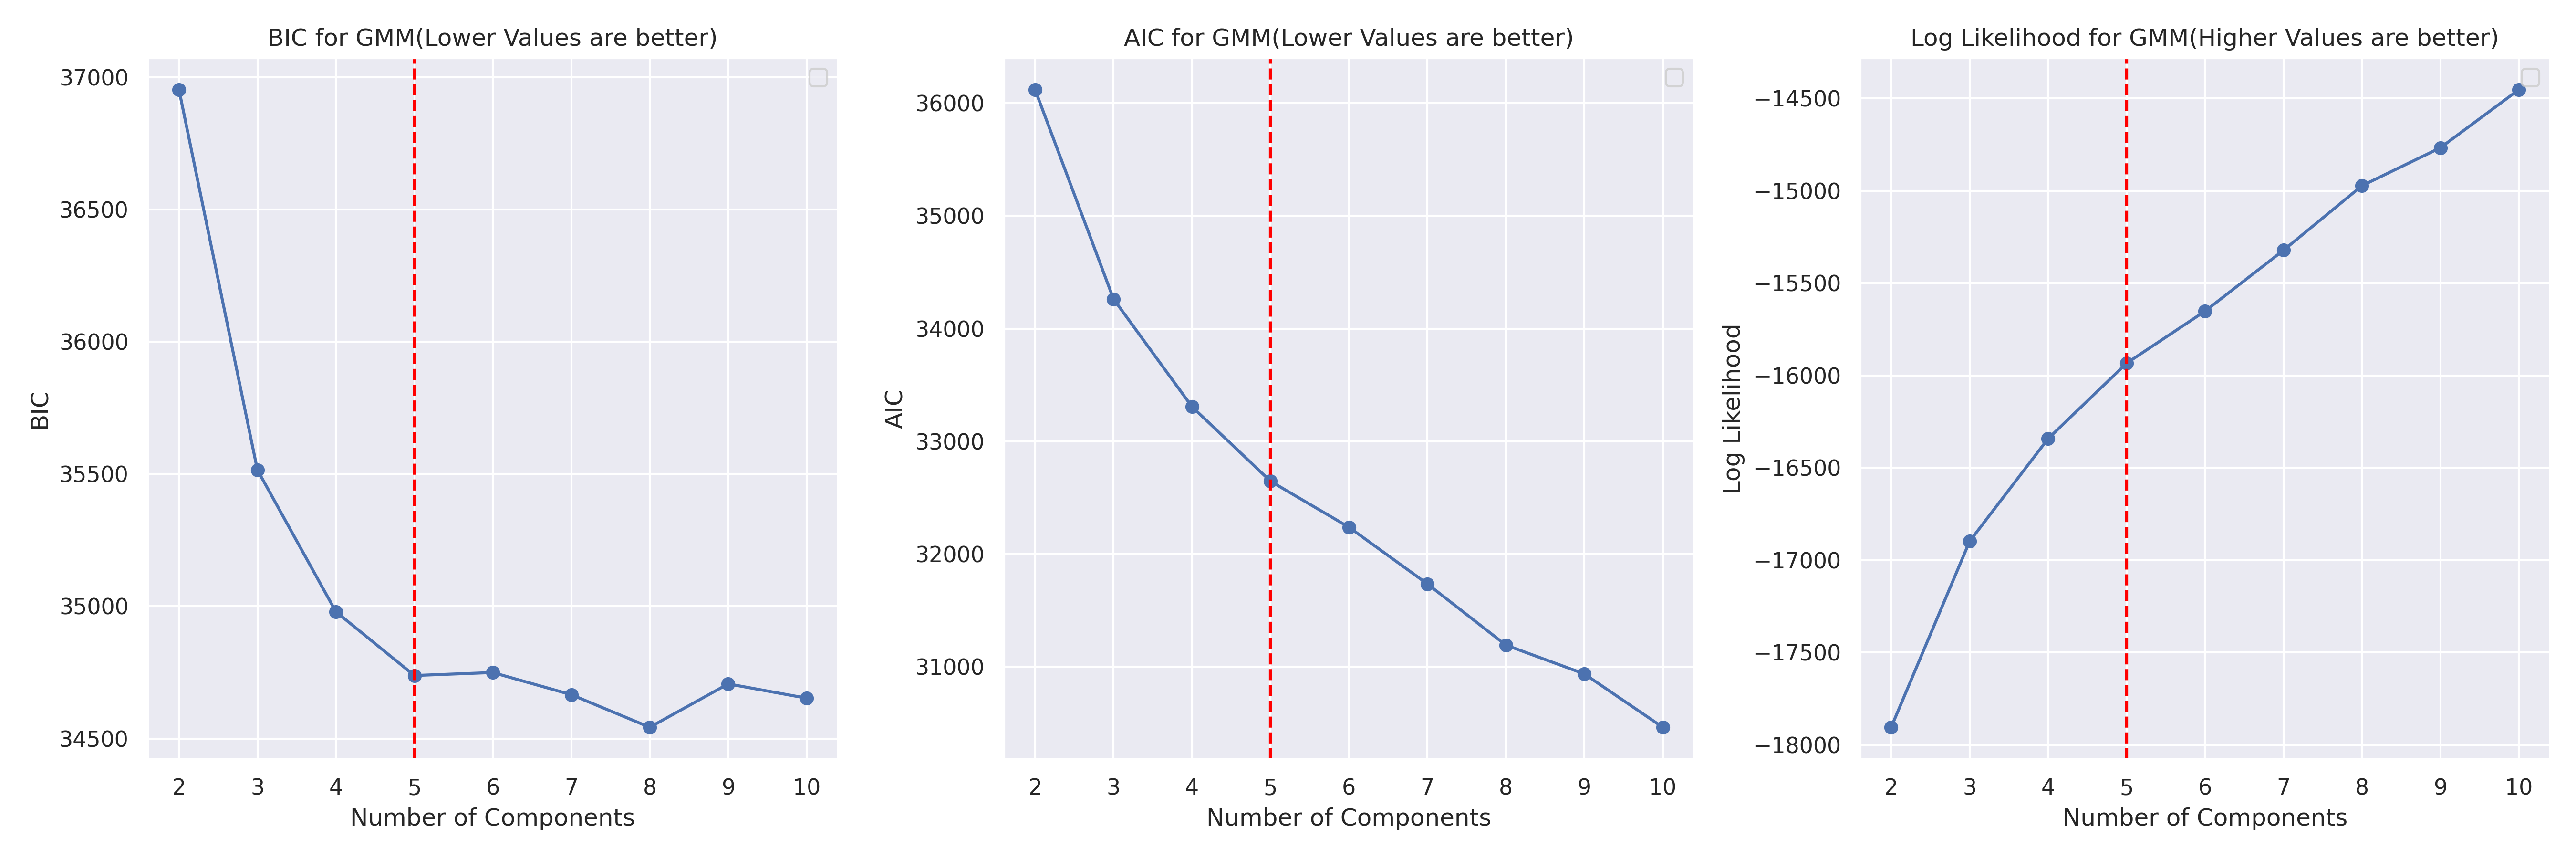 BIC for GMM(Lower Values are better)
37000
36500
36000
35500
35000
34500
BIC
2 3 4 5 6 7 8 9 10
Number of Components
AIC for GMM(Lower Values are better)
36000
35000
34000
33000
32000
31000
AIC
2 3 4 5 6 7 8 9 10
Number of Components
Log Likelihood for GMM(Higher Values are better)
−14500
−15000
−15500
−16000
−16500
−17000
−17500
−18000
Log Likelihood
2 3 4 5 6 7 8 9 10
Number of Components